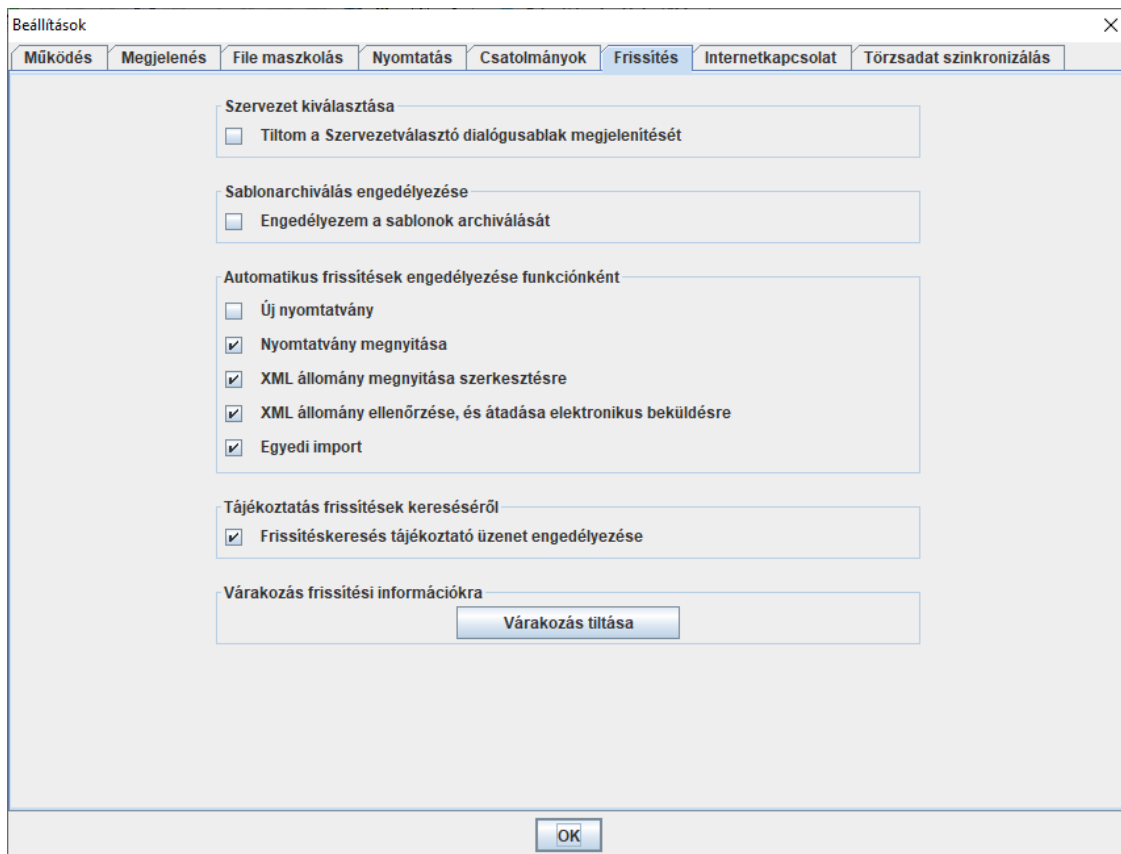 Beállítások
Működés Megjelenés File maszkolás Nyomtatás Csatolmányok Frissítés Internetkapcsolat Törzsadat szinkronizálás
Szervezet kiválasztása
Tiltom a Szervezetválasztó dialógusablak megjelenítését
Sablonarchiválás engedélyezése
Engedélyezem a sablonok archiválását
Automatikus frissítések engedélyezése funkciónként
Új nyomtatvány
Nyomtatvány megnyitása
XML állomány megnyitása szerkesztésre
XML állomány ellenőrzése, és átadása elektronikus beküldésre
Egyedi import
Tájékoztatás frissítések kereséséről
Frissítéskeresés tájékoztató üzenet engedélyezése
Várakozás frissítési információkra
Várakozás tiltása
OK